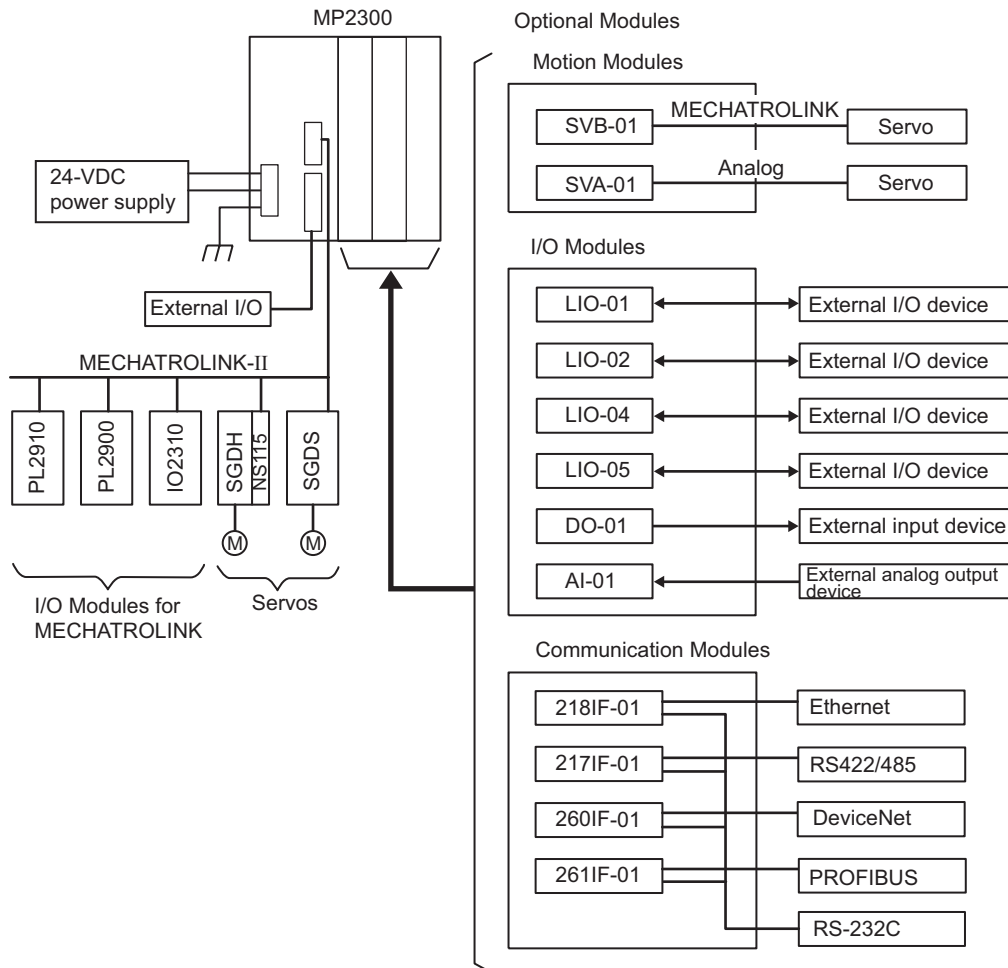 MP2300
Optional Modules
Motion Modules
SVB-01
MECHATROLINK
Servo
SVA-01
Analog
Servo
24-VDC
power supply
External I/O
I/O Modules
LIO-01
External I/O device
LIO-02
External I/O device
LIO-04
External I/O device
LIO-05
External I/O device
DO-01
External input device
AI-01
External analog output
device
MECHATROLINK-II
PL2910
PL2900
IO2310
SGDH
NS115
SGDS
M
M
I/O Modules for
MECHATROLINK
Servos
Communication Modules
218IF-01
Ethernet
217IF-01
RS422/485
260IF-01
DeviceNet
261IF-01
PROFIBUS
RS-232C